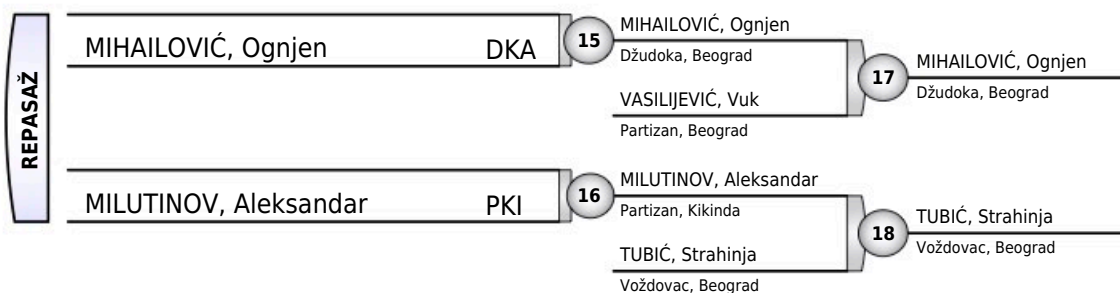 REPASAŽ
MIHAILOVIĆ, Ognjen DKA
15
MIHAILOVIĆ, Ognjen
Džudoka, Beograd
VASILIJEVIĆ, Vuk
Partizan, Beograd
17
MIHAILOVIĆ, Ognjen
Džudoka, Beograd
MILUTINOV, Aleksandar PKI
16
MILUTINOV, Aleksandar
Partizan, Kikinda
TUBIĆ, Strahinja
Voždovac, Beograd
18
TUBIĆ, Strahinja
Voždovac, Beograd